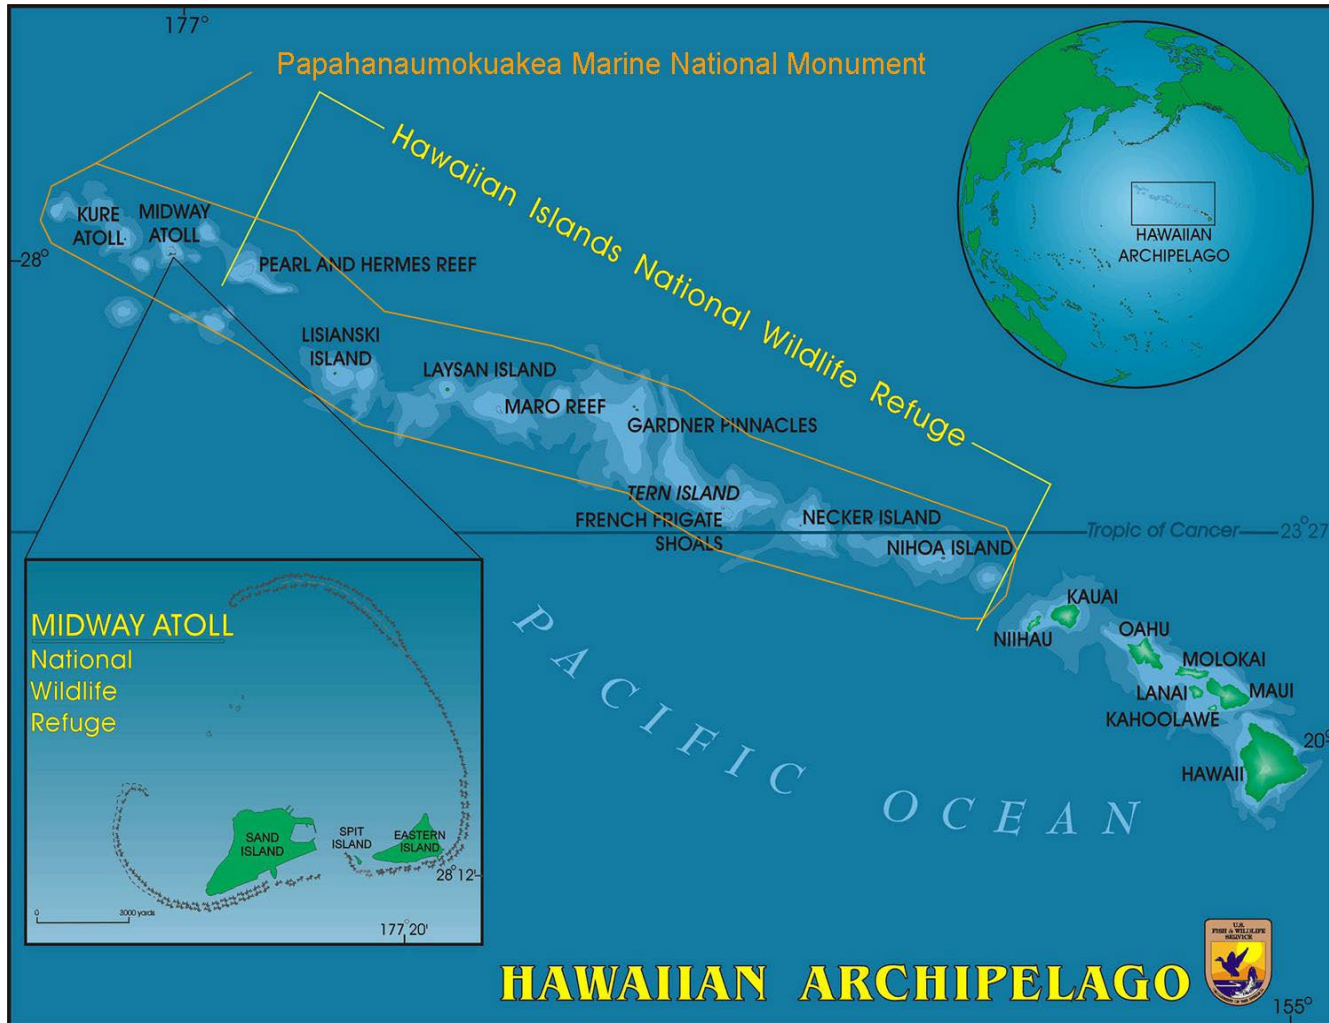 177°
Papahanaumokuakea Marine National Monument
Hawaiian Islands National Wildlife Refuge
KURE
ATOLL
MIDWAY
ATOLL
28°
PEARL AND HERMES REEF
HAWAIIAN
ARCHIPELAGO
LISIANSKI
ISLAND
LAYSAN ISLAND
MARO REEF
GARDNER PINNACLES
TERN ISLAND
FRENCH FRIGATE
SHOALS
NECKER ISLAND
NIHOA ISLAND
Tropic of Cancer
23°27
KAUAI
NIIHAU
OAHU
MOLOKAI
LANAI
MAUI
KAHOOLAWE
20°
HAWAII
PACIFIC OCEAN
MIDWAY ATOLL
National
Wildlife
Refuge
SAND
ISLAND
SPIT
ISLAND
EASTERN
ISLAND
28°12'
0 3000 yards
177°20'
HAWAIIAN ARCHIPELAGO
U.S.
FISH & WILDLIFE
SERVICE
155°